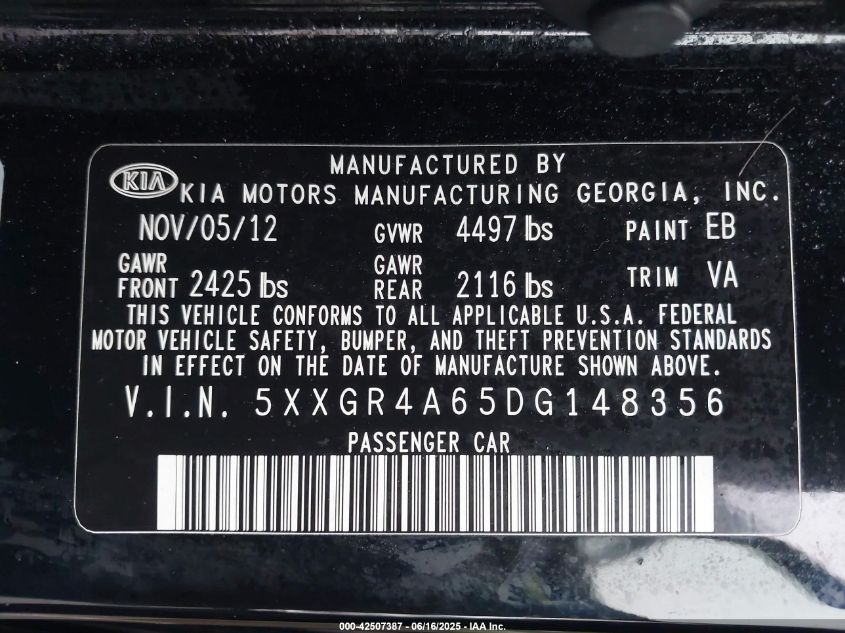 MANUFACTURED BY
KIA KIA MOTORS MANUFACTURING GEORGIA, INC.
NOV/05/12 GVWR 4497 lbs PAINT EB
GAWR FRONT 2425 lbs GAWR REAR 2116 lbs TRIM VA
THIS VEHICLE CONFORMS TO ALL APPLICABLE U.S.A. FEDERAL
MOTOR VEHICLE SAFETY, BUMPER, AND THEFT PREVENTION STANDARDS
IN EFFECT ON THE DATE OF MANUFACTURE SHOWN ABOVE.
V.I.N. 5XXGR4A65DG148356
PASSENGER CAR
000-42507387 - 06/16/2025 - IAA Inc.